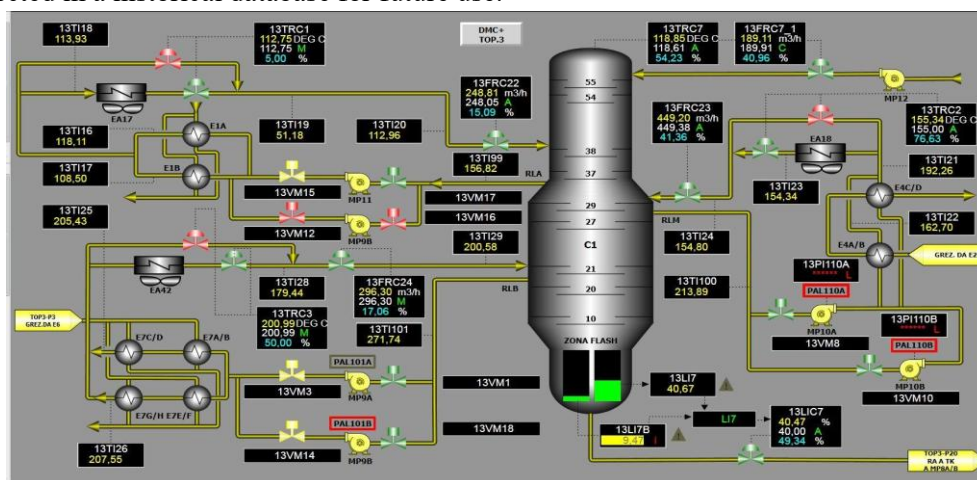 13TI18
113,93
13TRC1
112,75 DEG C
112,75 M
5,00 %
DMC+
TOP.3
13TRC7
118,85 DEG C
118,61 A
54,23 %
13FRC7_1
189,11 m3/h
189,91 C
40,96 %
EA17
13TI16
118,11
E1A
13TI19
51,18
13TI20
112,96
13FRC22
248,81 m3/h
248,05 A
15,09 %
55
54
MP12
13FRC23
449,20 m3/h
449,38 A
41,36 %
EA18
13TRC2
155,34 DEG C
155,00 A
76,63 %
13TI17
108,50
E1B
13TI99
156,82
38
37
RLA
13TI23
154,34
13TI21
192,26
E4C/D
13TI25
205,43
13VM15
MP11
13VM17
13VM12
MP9B
13VM16
29
27
RLM
13TI24
154,80
13TI22
162,70
E4A/B
GREZ. DA E2
13TI29
200,58
C1
EA42
13TI28
179,44
13FRC24
296,30 m3/h
296,30 M
17,06 %
RLB
21
20
10
13TI100
213,89
13PI110A
****** L
PAL110A
TOP3-P3
GREZ.DA E6
13TRC3
200,99 DEG C
200,99 M
50,00 %
13TI101
271,74
MP10A
13VM8
13PI110B
****** L
PAL110B
E7C/D
E7A/B
ZONA FLASH
PAL101A
13VM3
MP9A
13VM1
13LI7
40,67
MP10B
13VM10
E7G/H
E7E/F
PAL101B
13VM18
LI7
13LIC7
40,47 %
40,00 A
49,34 %
13LI7B
9,47
13TI26
207,55
13VM14
MP9B
TOP3-P20
RA A TK
A MP6A/B